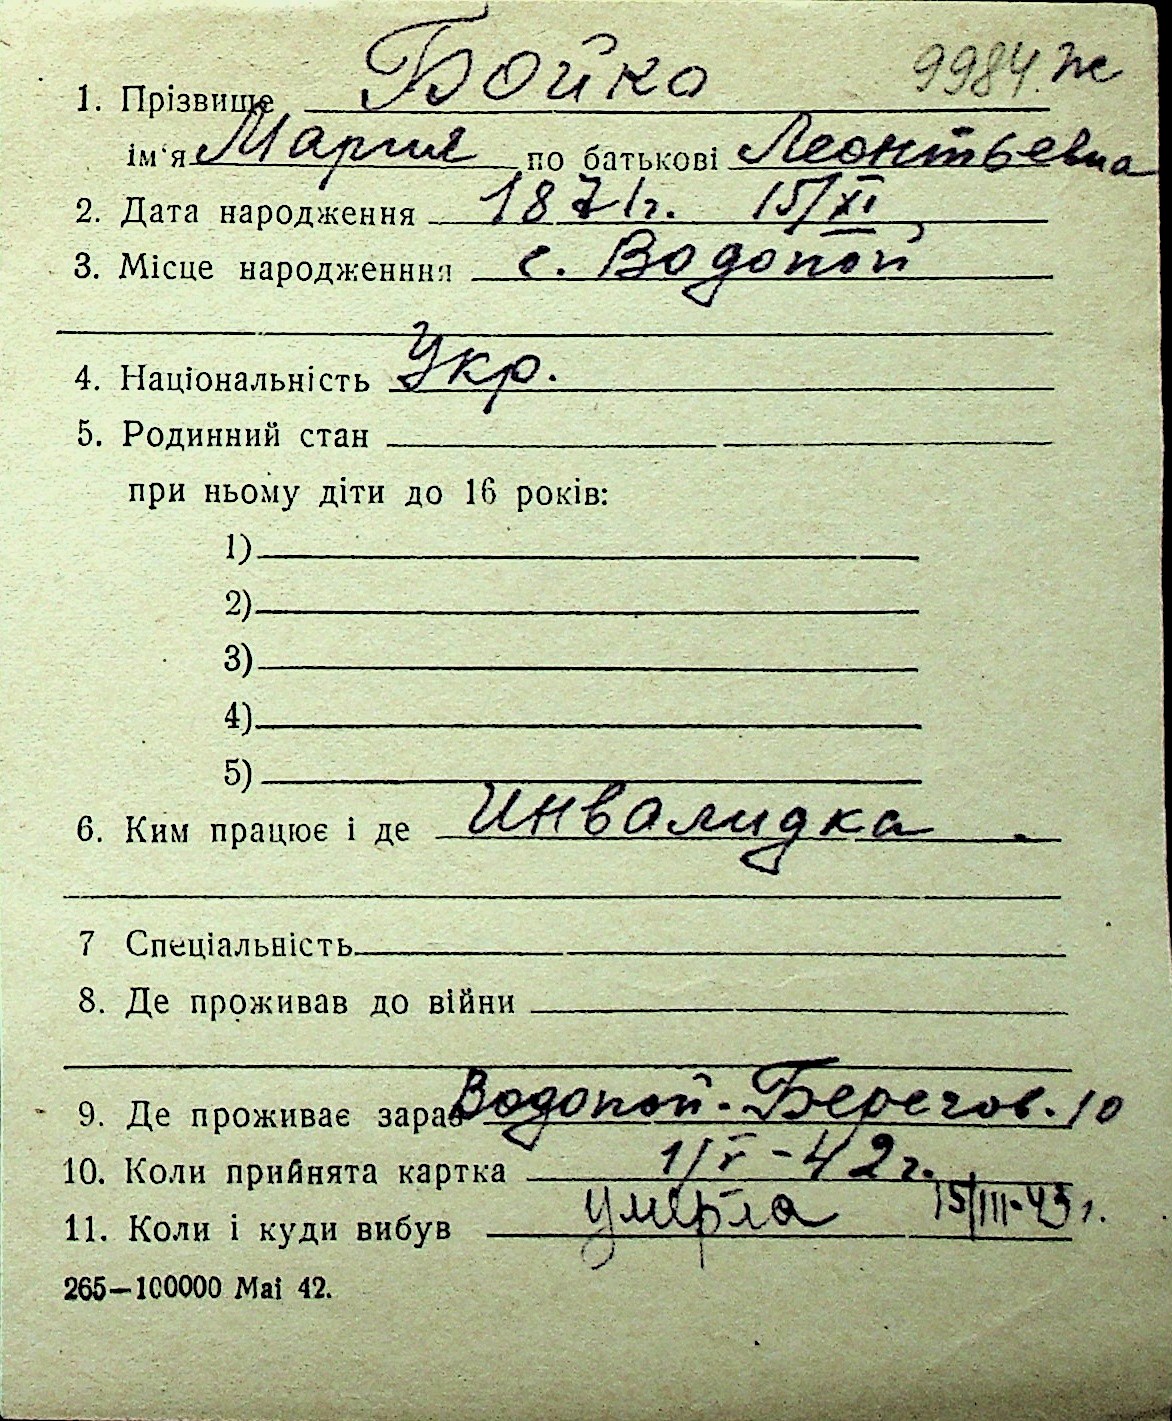 9984. Ж
1. Прізвище Бойко
ім'я Мария по батькові Леонтьевна
2. Дата народження 1871г. 15/XI
3. Місце народженння с. Водопой
4. Національність Укр.
5. Родинний стан
при ньому діти до 16 років:
1)
2)
3)
4)
5)
6. Ким працює і де Инвалидка
7 Спеціальність
8. Де проживав до війни
9. Де проживає зараз Водопой - Берегов. 10
10. Коли прийнята картка 1/V - 42 г.
11. Коли і куди вибув умерла 15/III-43 г.
265—100000 Mai 42.